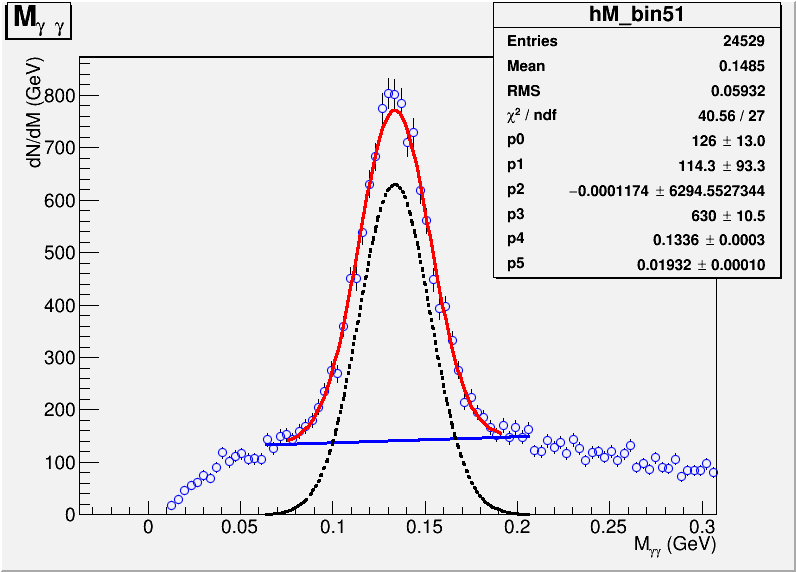 M γ γ
hM_bin51
Entries 24529
Mean 0.1485
RMS 0.05932
χ² / ndf 40.56 / 27
p0 126 ± 13.0
p1 114.3 ± 93.3
p2 −0.0001174 ± 6294.5527344
p3 630 ± 10.5
p4 0.1336 ± 0.0003
p5 0.01932 ± 0.00010
dN/dM (GeV)
800
700
600
500
400
300
200
100
0
0 0.05 0.1 0.15 0.2 0.25 0.3
M γγ (GeV)